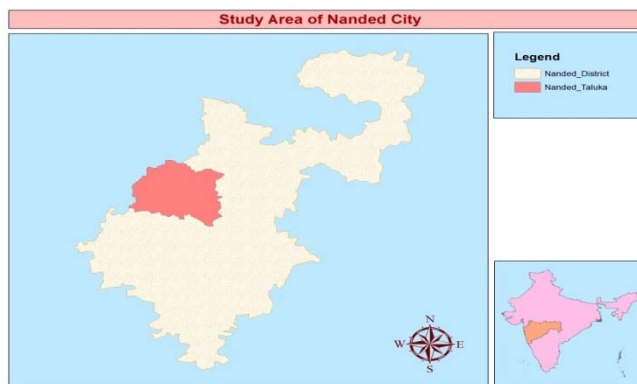 Study Area of Nanded City
Legend
Nanded_District
Nanded_Taluka
N
W E
S